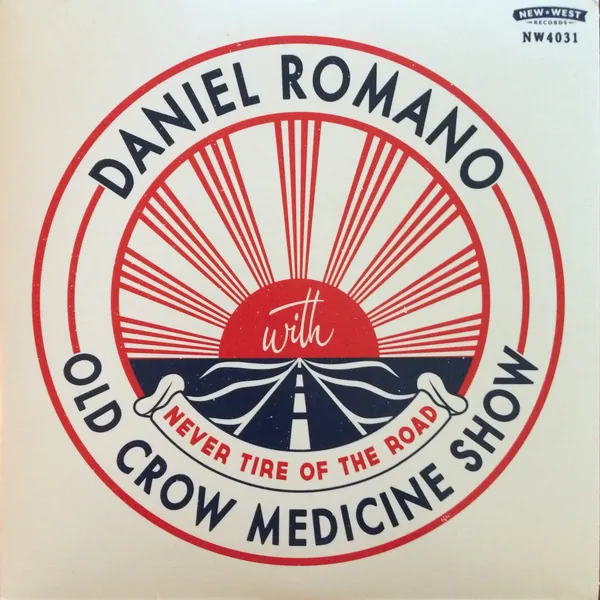 NEW★WEST
RECORDS
NW4031
DANIEL ROMANO
with
NEVER TIRE OF THE ROAD
OLD CROW MEDICINE SHOW